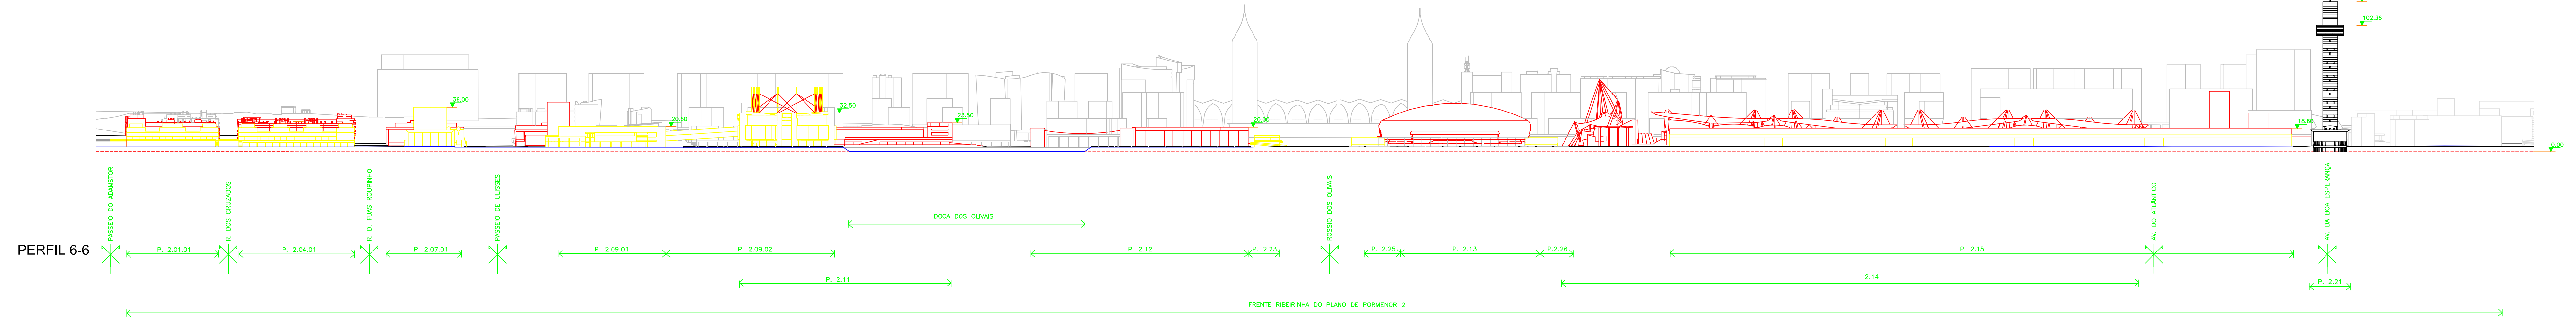 102.36
36,00
32,50
20,50
22,50
20,00
18,80
0,00
PASSEIO DO ADAMSTOR
R. DOS CRUZADOS
R. D. FUAS ROUPINHO
PASSEIO DE ULISSES
DOCA DOS OLIVAIS
ROSSIO DOS OLIVAIS
AV. DO ATLÂNTICO
AV. DA BOA ESPERANÇA
PERFIL 6-6
P. 2.01.01
P. 2.04.01
P. 2.07.01
P. 2.09.01
P. 2.09.02
P. 2.12
P. 2.23
P. 2.25
P. 2.13
P.2.26
P. 2.15
P. 2.11
2.14
P. 2.21
FRENTE RIBEIRINHA DO PLANO DE PORMENOR 2